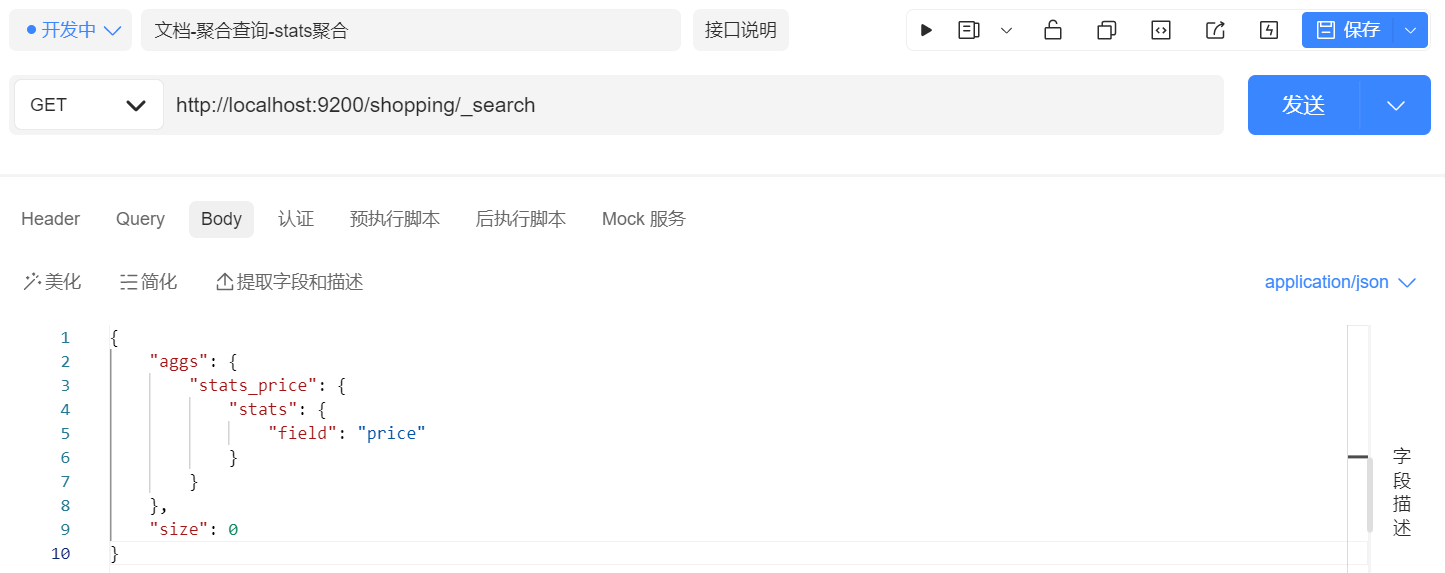 开发中
文档-聚合查询-stats聚合
接口说明
保存
GET
http://localhost:9200/shopping/_search
发送
Header Query Body 认证 预执行脚本 后执行脚本 Mock 服务
美化 简化 提取字段和描述
application/json
1 {
2 "aggs": {
3 "stats_price": {
4 "stats": {
5 "field": "price"
6 }
7 }
8 },
9 "size": 0
10 }
字段描述